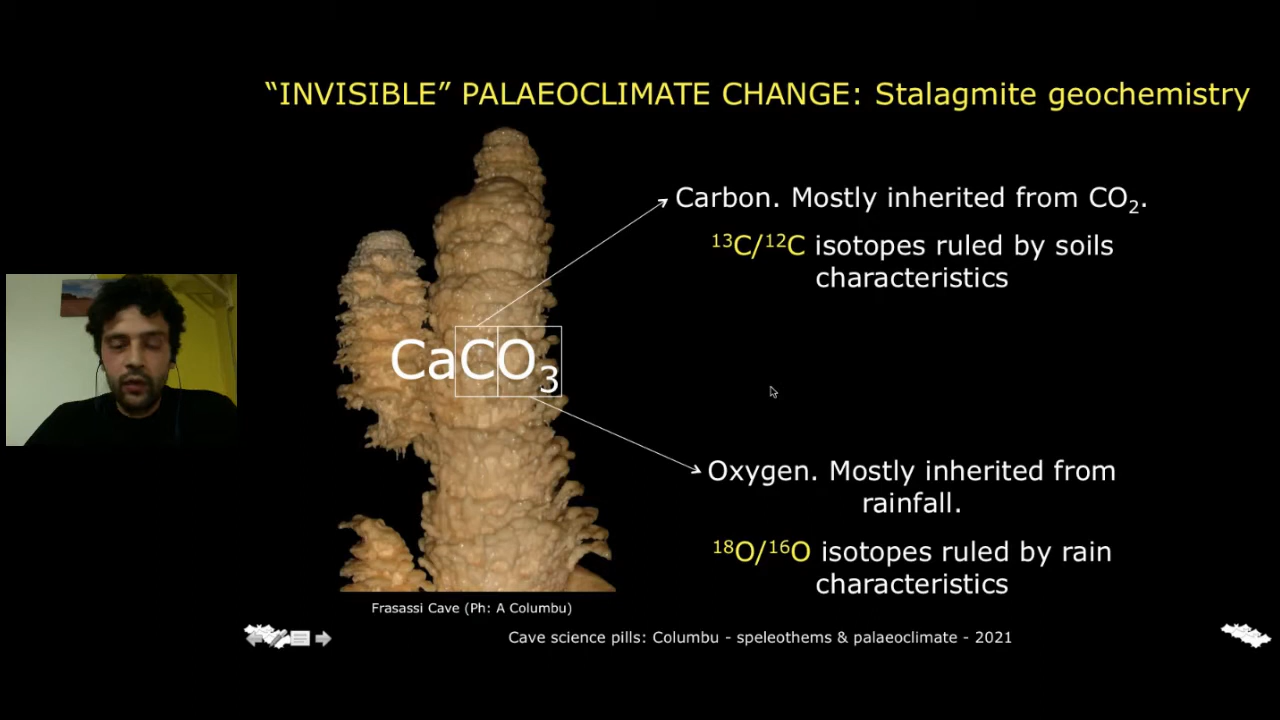 “INVISIBLE” PALAEOCLIMATE CHANGE: Stalagmite geochemistry
Carbon. Mostly inherited from CO₂.
¹³C/¹²C isotopes ruled by soils
characteristics
CaCO₃
Oxygen. Mostly inherited from
rainfall.
¹⁸O/¹⁶O isotopes ruled by rain
characteristics
Frasassi Cave (Ph: A Columbu)
Cave science pills: Columbu - speleothems & palaeoclimate - 2021